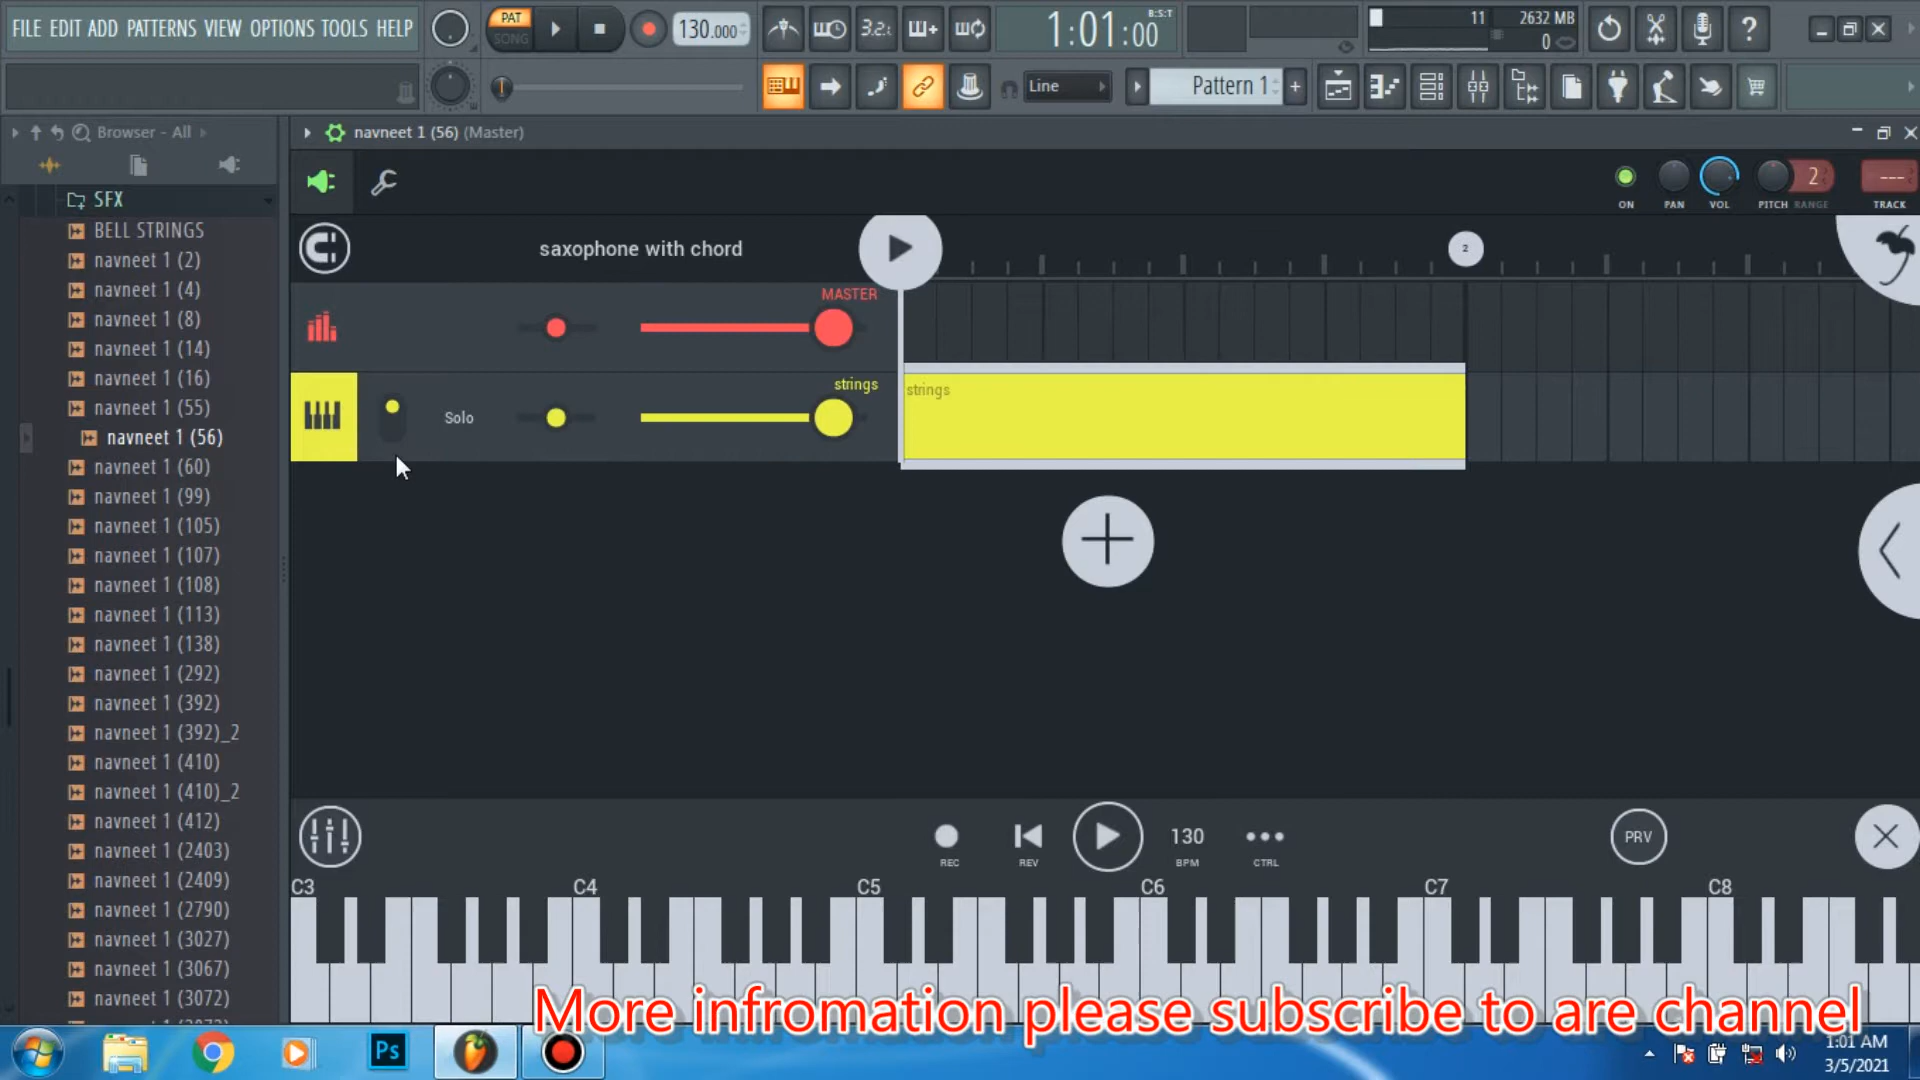 FILE EDIT ADD PATTERNS VIEW OPTIONS TOOLS HELP
PAT
SONG
130.000
3.2.
1:01:00
B:S:T
11
2632 MB
0
Line
Pattern 1
Browser - All
navneet 1 (56) (Master)
SFX
BELL STRINGS
navneet 1 (2)
navneet 1 (4)
navneet 1 (8)
navneet 1 (14)
navneet 1 (16)
navneet 1 (55)
navneet 1 (56)
navneet 1 (60)
navneet 1 (99)
navneet 1 (105)
navneet 1 (107)
navneet 1 (108)
navneet 1 (113)
navneet 1 (138)
navneet 1 (292)
navneet 1 (392)
navneet 1 (392)_2
navneet 1 (410)
navneet 1 (410)_2
navneet 1 (412)
navneet 1 (2403)
navneet 1 (2409)
navneet 1 (2790)
navneet 1 (3027)
navneet 1 (3067)
navneet 1 (3072)
2
---
ON PAN VOL PITCH RANGE TRACK
saxophone with chord
2
MASTER
strings
Solo
strings
130
PRV
REC REV BPM CTRL
C3 C4 C5 C6 C7 C8
More infromation please subscribe to are channel
Ps
1:01 AM
3/5/2021